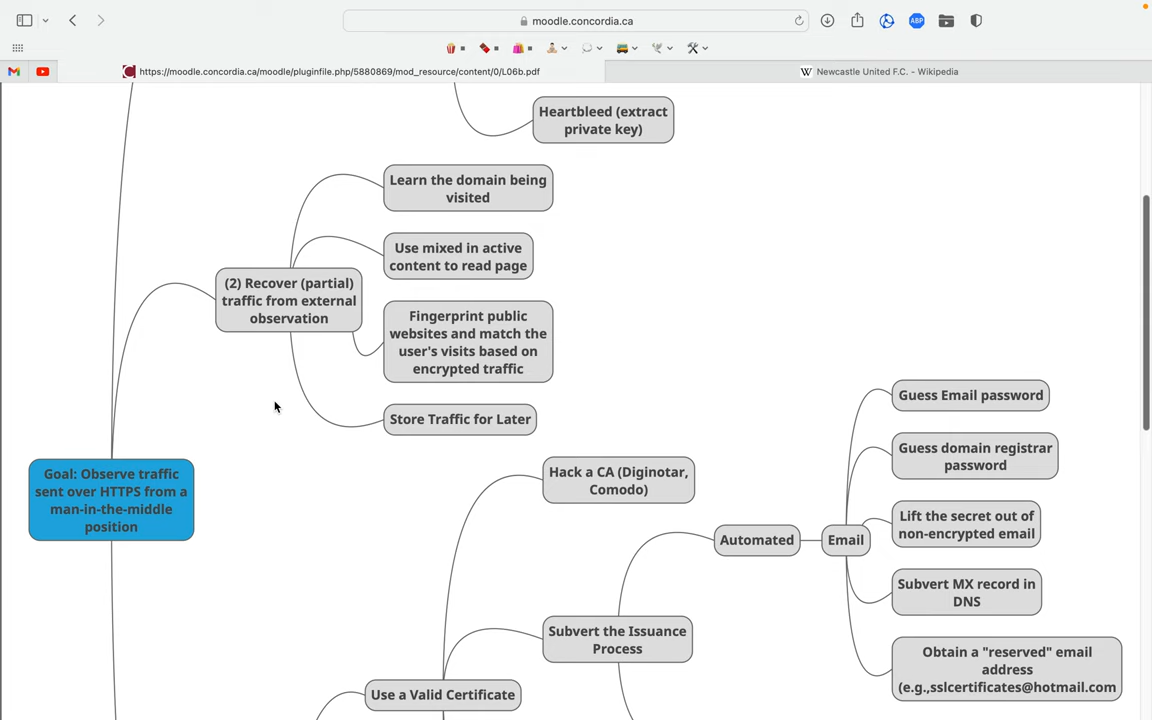 moodle.concordia.ca
ABP
https://moodle.concordia.ca/moodle/pluginfile.php/5880869/mod_resource/content/0/L06b.pdf
W Newcastle United F.C. - Wikipedia
Heartbleed (extract
private key)
Learn the domain being
visited
Use mixed in active
content to read page
(2) Recover (partial)
traffic from external
observation
Fingerprint public
websites and match the
user's visits based on
encrypted traffic
Store Traffic for Later
Goal: Observe traffic
sent over HTTPS from a
man-in-the-middle
position
Hack a CA (Diginotar,
Comodo)
Subvert the Issuance
Process
Use a Valid Certificate
Automated
Email
Guess Email password
Guess domain registrar
password
Lift the secret out of
non-encrypted email
Subvert MX record in
DNS
Obtain a "reserved" email
address
(e.g.,sslcertificates@hotmail.com